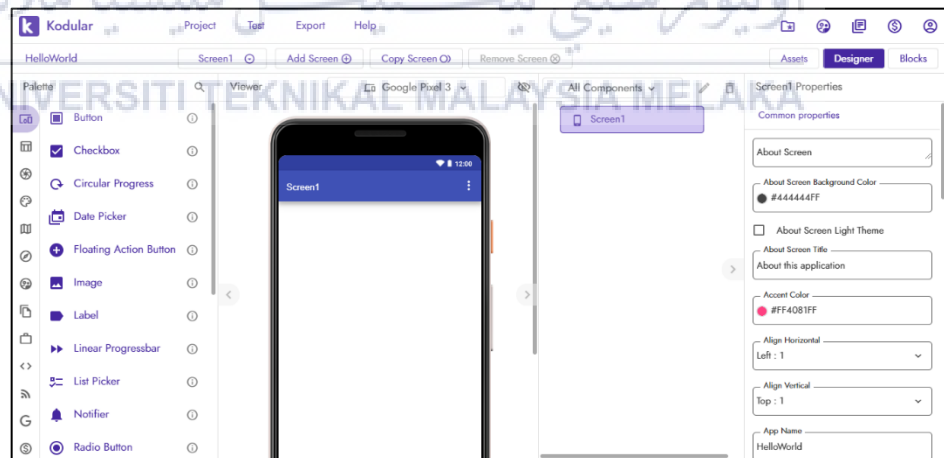 Kodular Project Test Export Help
HelloWorld Screen1 Add Screen Copy Screen Remove Screen Assets Designer Blocks
Palette Viewer Google Pixel 3 All Components Screen1 Properties
UNIVERSITI TEKNIKAL MALAYSIA MELAKA
Button
Checkbox
Circular Progress
Date Picker
Floating Action Button
Image
Label
Linear Progressbar
List Picker
Notifier
Radio Button
12:00
Screen1
Screen1
Common properties
About Screen
About Screen Background Color
#444444FF
About Screen Light Theme
About Screen Title
About this application
Accent Color
#FF4081FF
Align Horizontal
Left : 1
Align Vertical
Top : 1
App Name
HelloWorld